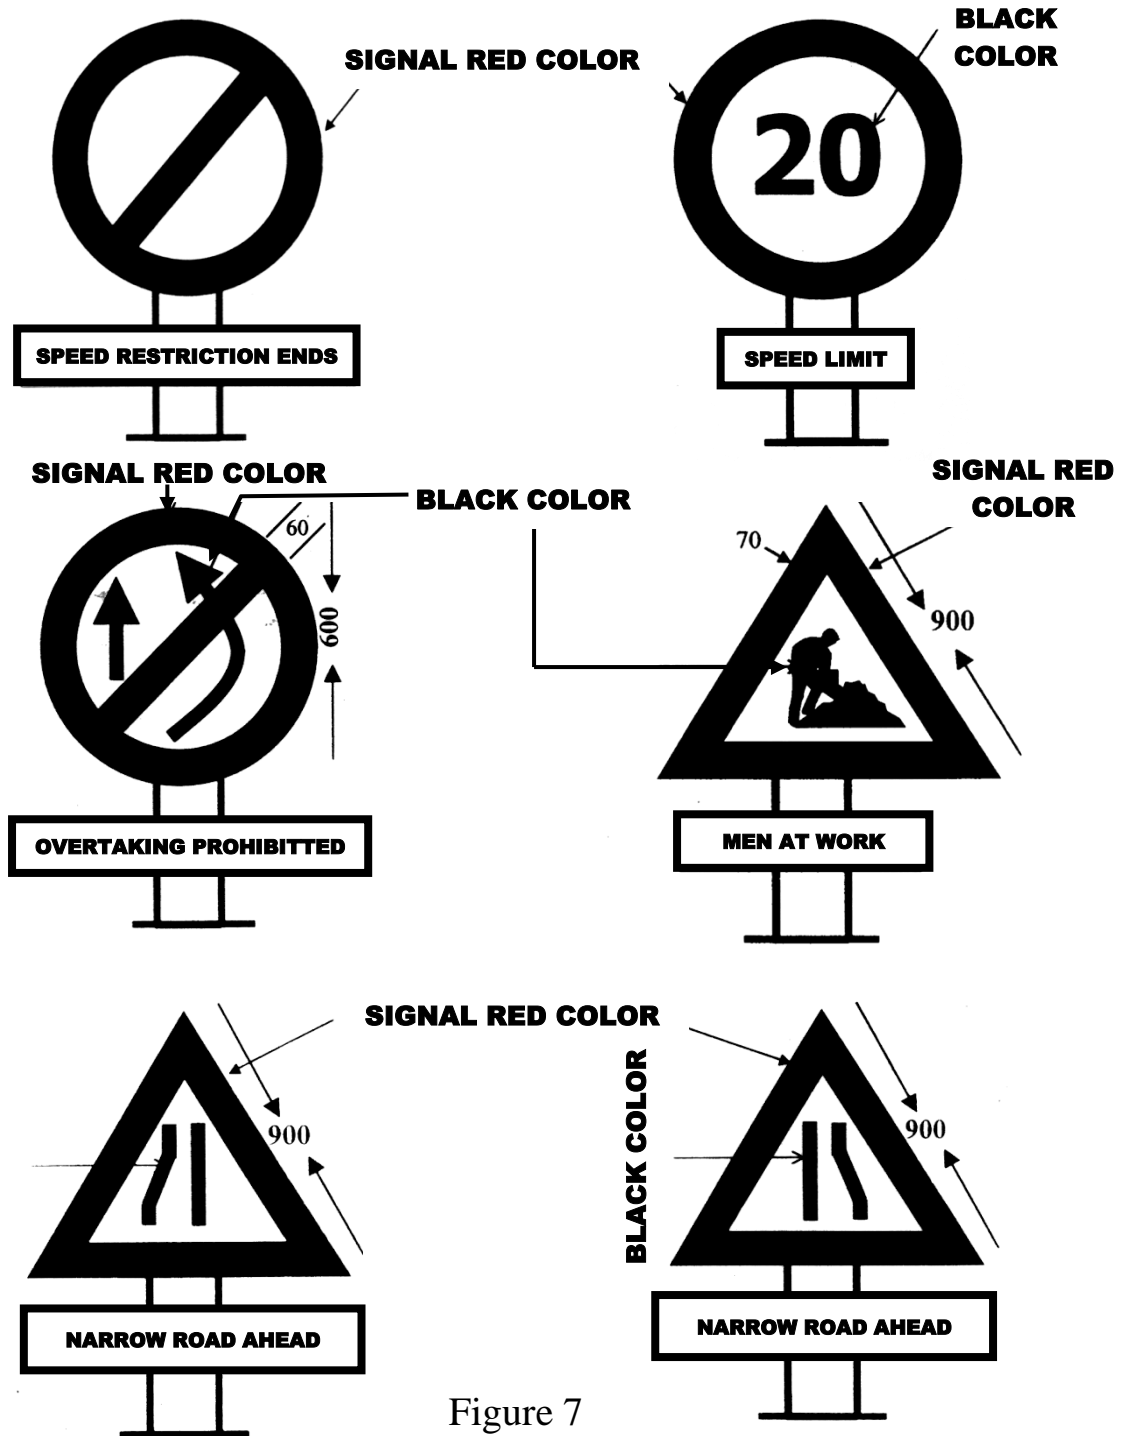 BLACK
COLOR
SIGNAL RED COLOR
20
SPEED RESTRICTION ENDS
SPEED LIMIT
SIGNAL RED COLOR
BLACK COLOR
SIGNAL RED
COLOR
60
600
70
900
OVERTAKING PROHIBITTED
MEN AT WORK
SIGNAL RED COLOR
BLACK COLOR
900
900
NARROW ROAD AHEAD
NARROW ROAD AHEAD
Figure 7